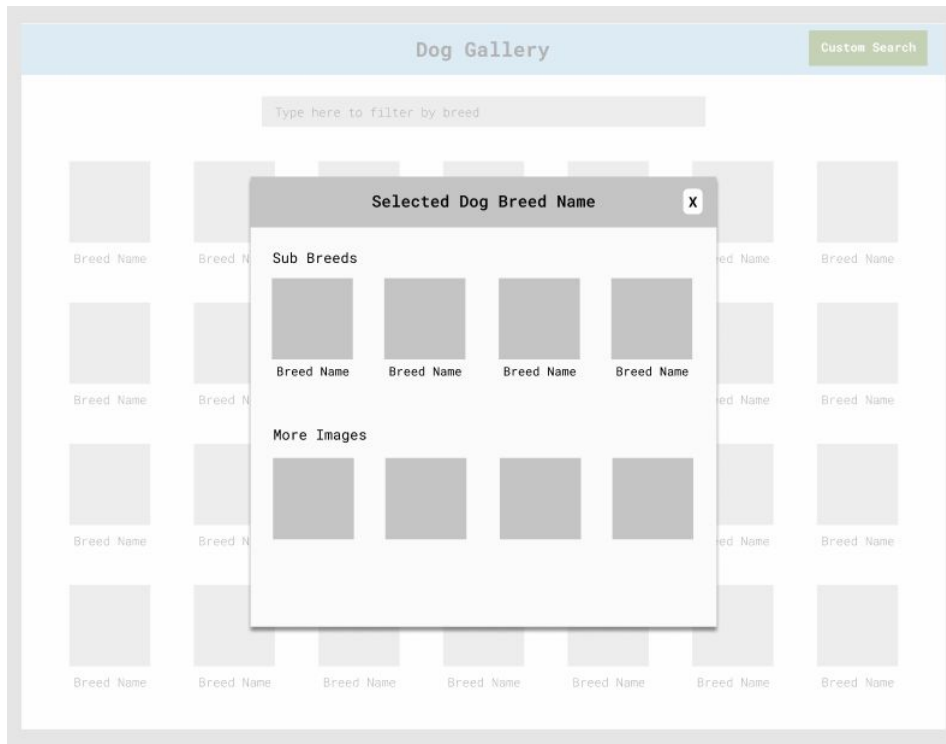 Dog Gallery
Custom Search
Type here to filter by breed
Selected Dog Breed Name
X
Sub Breeds
Breed Name Breed Name Breed Name Breed Name
More Images
Breed Name Breed N ed Name Breed Name
Breed Name Breed N ed Name Breed Name
Breed Name Breed N ed Name Breed Name
Breed Name Breed Name Breed Name Breed Name Breed Name Breed Name Breed Name